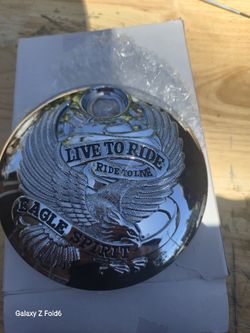 LIVE TO RIDE
RIDE TO LIVE
EAGLE SPIRIT
Galaxy Z Fold6